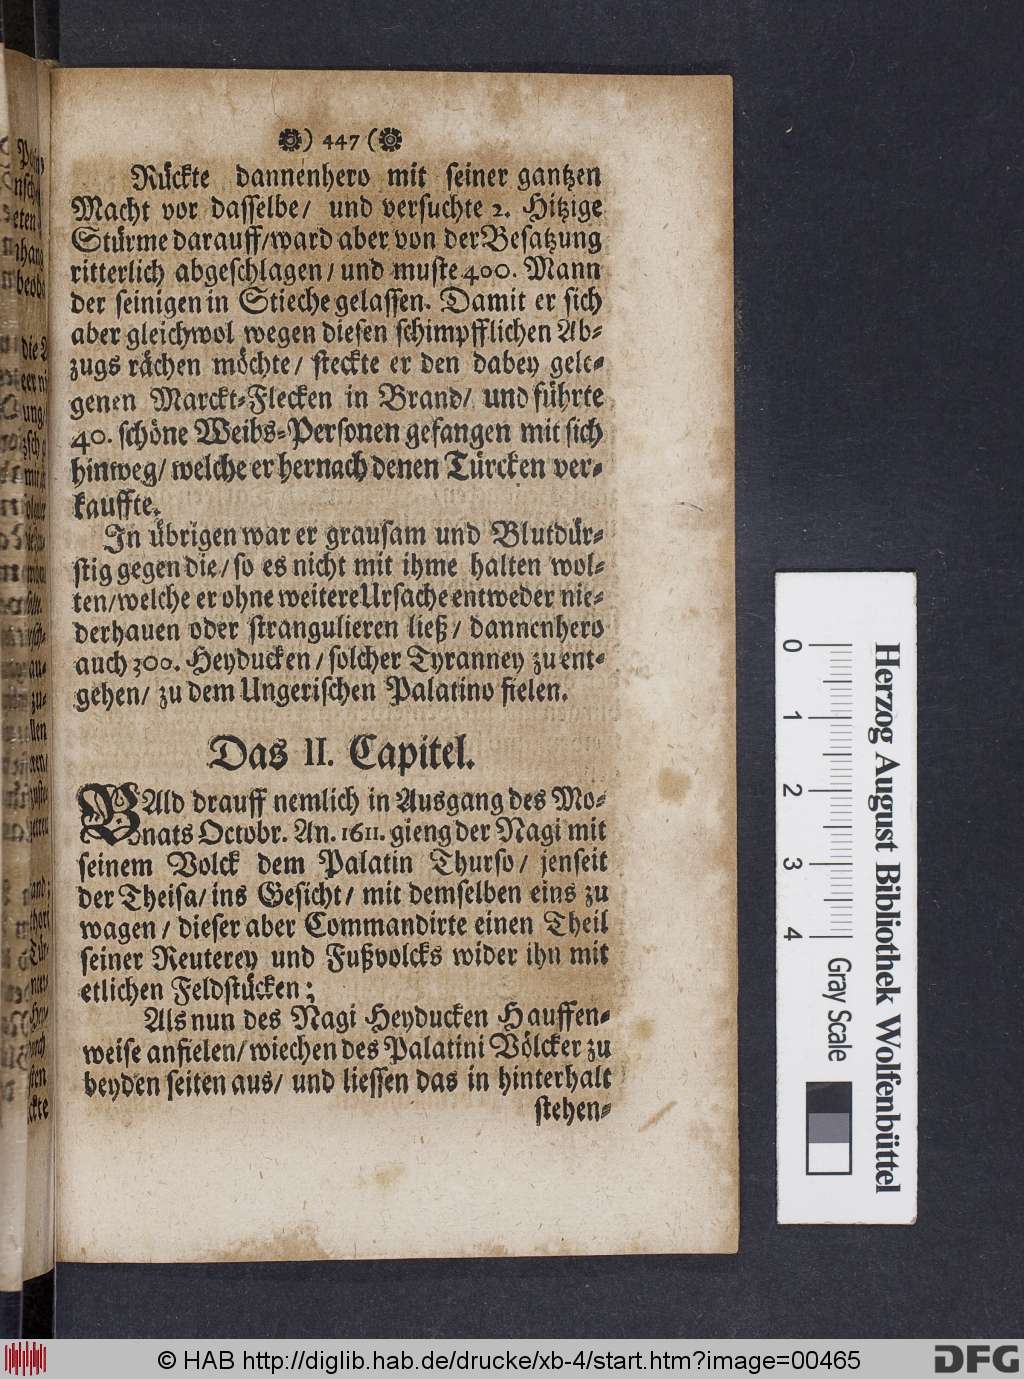 ) 447 (
Rückte dannenhero mit seiner gantzen
Macht vor dasselbe/ und versuchte 2. Hitzige
Stürme darauff/ ward aber von der Besatzung
ritterlich abgeschlagen/ und muste 400. Mann
der seinigen in Stieche gelassen. Damit er sich
aber gleichwol wegen diesen schimpfflichen Ab-
zugs rächen möchte/ steckte er den dabey gele-
genen Marckt-Flecken in Brand/ und führte
40. schöne Weibs-Personen gefangen mit sich
hinweg/ welche er hernach denen Türcken ver-
kauffte.
In übrigen war er grausam und Blutdür-
stig gegen die/ so es nicht mit ihme halten wol-
ten/ welche er ohne weitere Ursache entweder nie-
derhauen oder strangulieren ließ/ dannenhero
auch 300. Heyducken/ solcher Tyranney zu ent-
gehen/ zu dem Ungerischen Palatino fielen.
Das II. Capitel.
BAld drauff nemlich in Ausgang des Mo-
nats Octobr. An. 1611. gieng der Nagi mit
seinem Volck dem Palatin Thurso/ jenseit
der Theisa/ ins Gesicht/ mit demselben eins zu
wagen/ dieser aber Commandirte einen Theil
seiner Reuterey und Fußvolcks wider ihn mit
etlichen Feldstücken;
Als nun des Nagi Heyducken Hauffen-
weise anfielen/ wiechen des Palatini Völcker zu
beyden seiten aus/ und liessen das in hinterhalt
stehen-
Herzog August Bibliothek Wolfenbüttel
0 1 2 3 4 Gray Scale
© HAB http://diglib.hab.de/drucke/xb-4/start.htm?image=00465
DFG